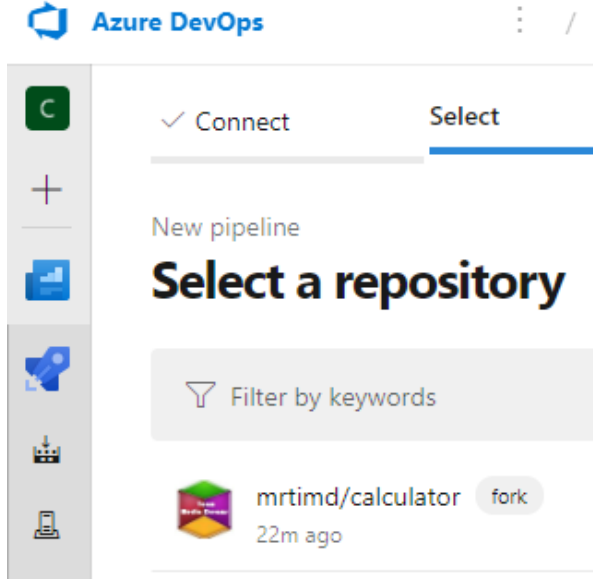 Azure DevOps
/
C
Connect
Select
New pipeline
Select a repository
Filter by keywords
mrtimd/calculator fork
22m ago